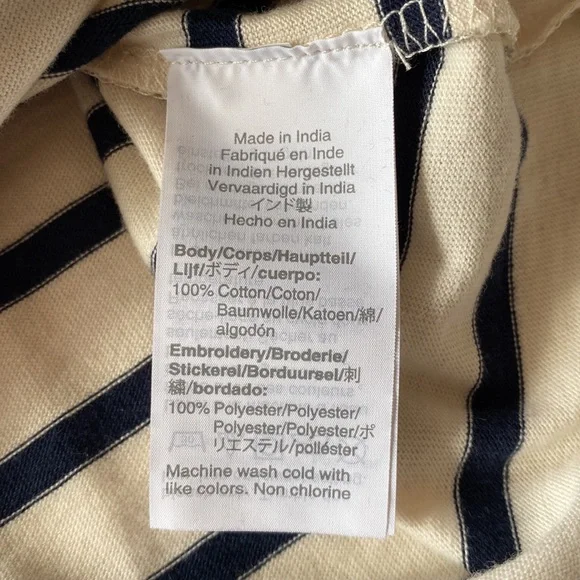 Made in India
Fabriqué en Inde
in Indien Hergestellt
Vervaardigd in India
インド製
Hecho en India
Body/Corps/Hauptteil/
Lijf/ボディ/cuerpo:
100% Cotton/Coton/
Baumwolle/Katoen/綿/
algodón
Embroidery/Broderie/
Stickerei/Borduursel/刺
繍/bordado:
100% Polyester/Polyester/
Polyester/Polyester/ポ
リエステル/poliéster
Machine wash cold with
like colors. Non chlorine